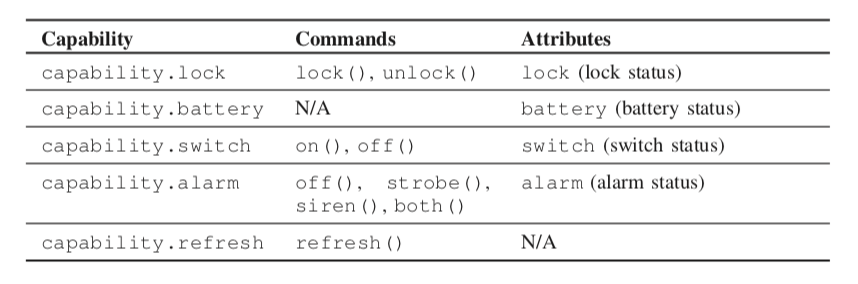 Capability Commands Attributes
capability.lock lock(), unlock() lock (lock status)
capability.battery N/A battery (battery status)
capability.switch on(), off() switch (switch status)
capability.alarm off(), strobe(), alarm (alarm status)
siren(), both()
capability.refresh refresh() N/A